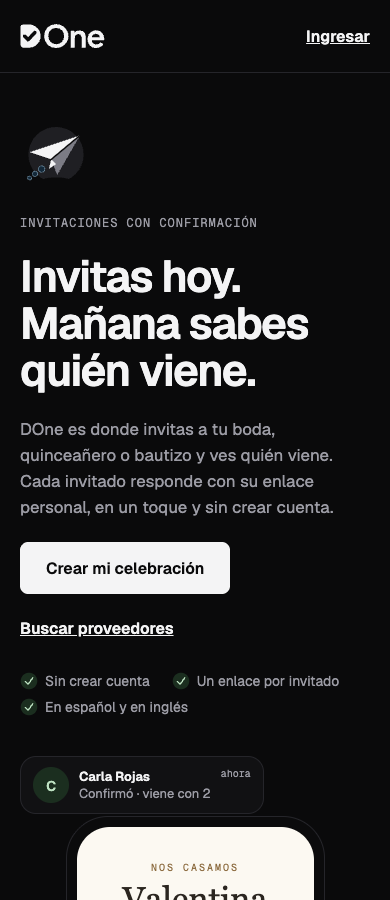 DOne
Ingresar
INVITACIONES CON CONFIRMACIÓN
Invitas hoy.
Mañana sabes
quién viene.
DOne es donde invitas a tu boda,
quinceañero o bautizo y ves quién viene.
Cada invitado responde con su enlace
personal, en un toque y sin crear cuenta.
Crear mi celebración
Buscar proveedores
Sin crear cuenta
Un enlace por invitado
En español y en inglés
C
Carla Rojas
ahora
Confirmó · viene con 2
NOS CASAMOS
Valentina